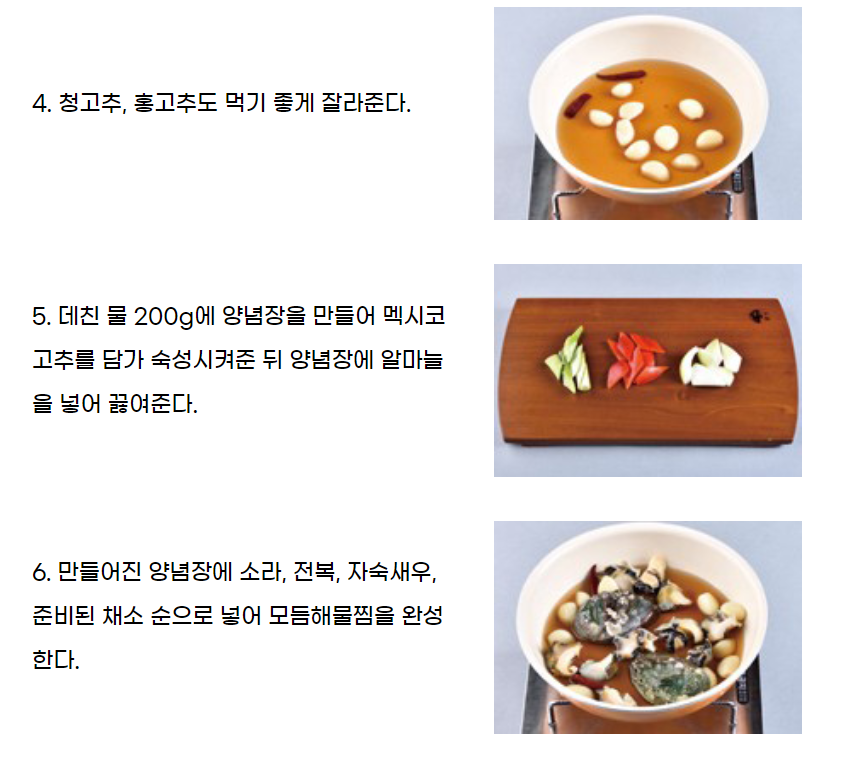 4. 청고추, 홍고추도 먹기 좋게 잘라준다.
5. 데친 물 200g에 양념장을 만들어 멕시코
고추를 담가 숙성시켜준 뒤 양념장에 알마늘
을 넣어 끓여준다.
6. 만들어진 양념장에 소라, 전복, 자숙새우,
준비된 채소 순으로 넣어 모듬해물찜을 완성
한다.